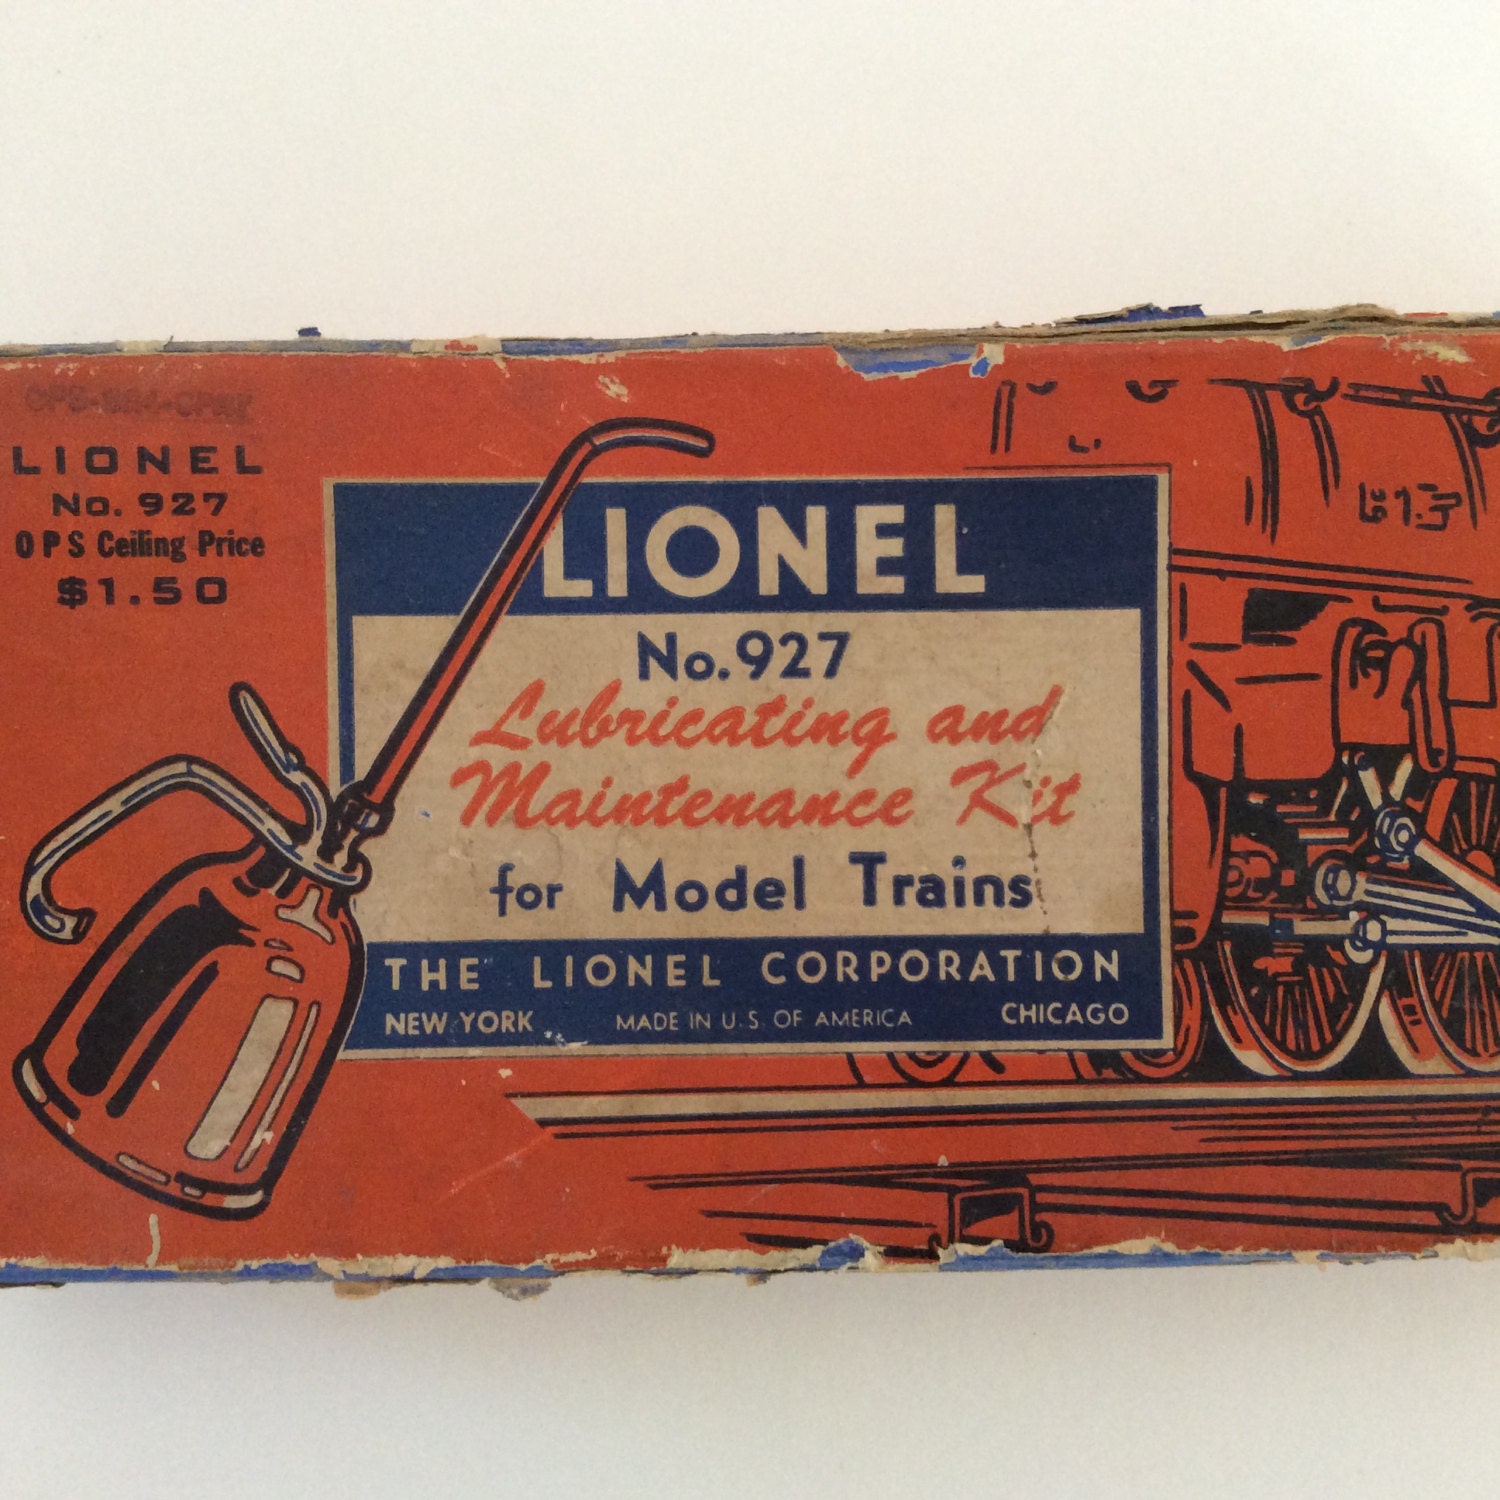 LIONEL
No. 927
OPS Ceiling Price
$1.50
LIONEL
No. 927
Lubricating and
Maintenance Kit
for Model Trains
THE LIONEL CORPORATION
NEW YORK MADE IN U.S. OF AMERICA CHICAGO